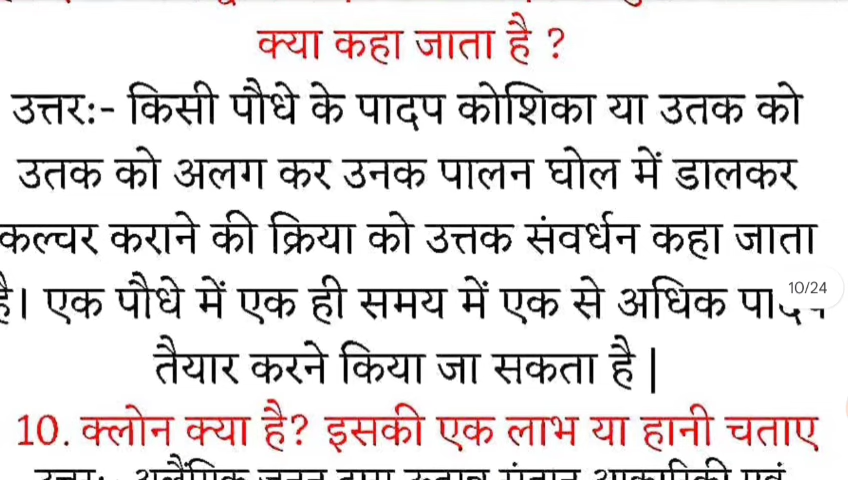 क्या कहा जाता है ?
उत्तर:- किसी पौधे के पादप कोशिका या उतक को
उतक को अलग कर उनक पालन घोल में डालकर
कल्चर कराने की क्रिया को उत्तक संवर्धन कहा जाता
है। एक पौधे में एक ही समय में एक से अधिक
10/24
तैयार करने किया जा सकता है |
10. क्लोन क्या है? इसकी एक लाभ या हानी चताए